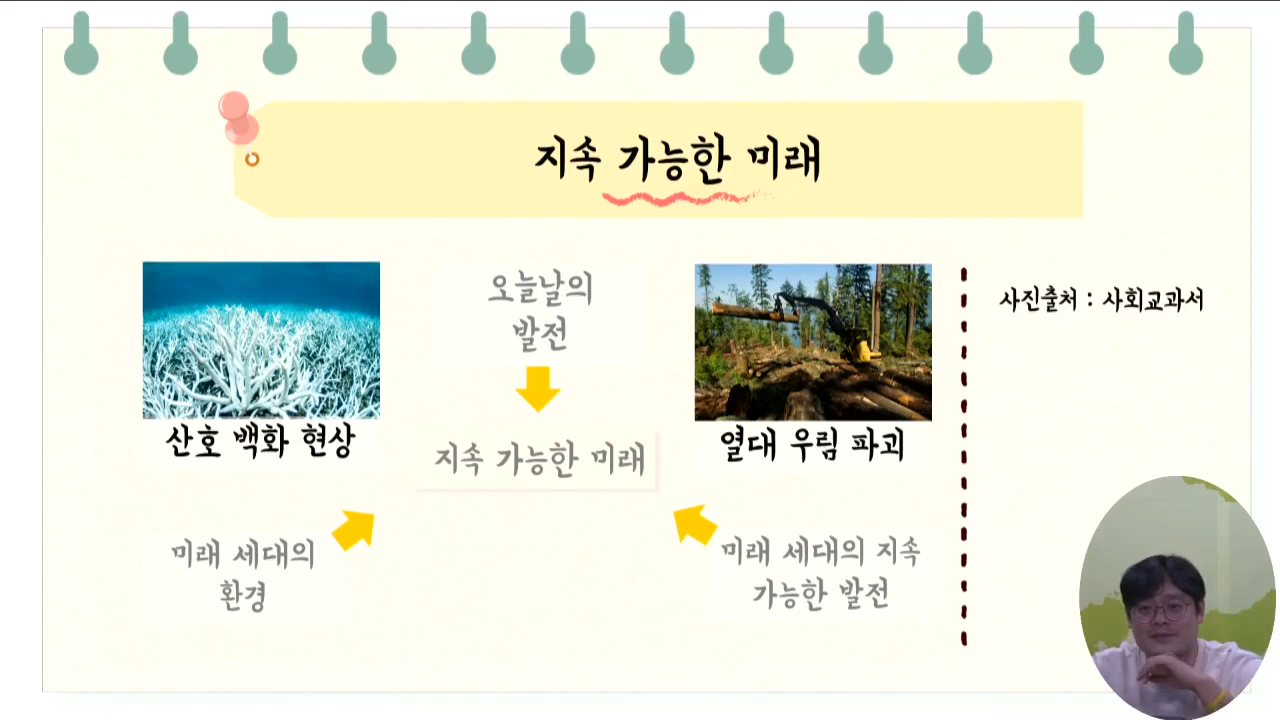 지속 가능한 미래
오늘날의
발전
사진출처 : 사회교과서
산호 백화 현상
지속 가능한 미래
열대 우림 파괴
미래 세대의
환경
미래 세대의 지속
가능한 발전